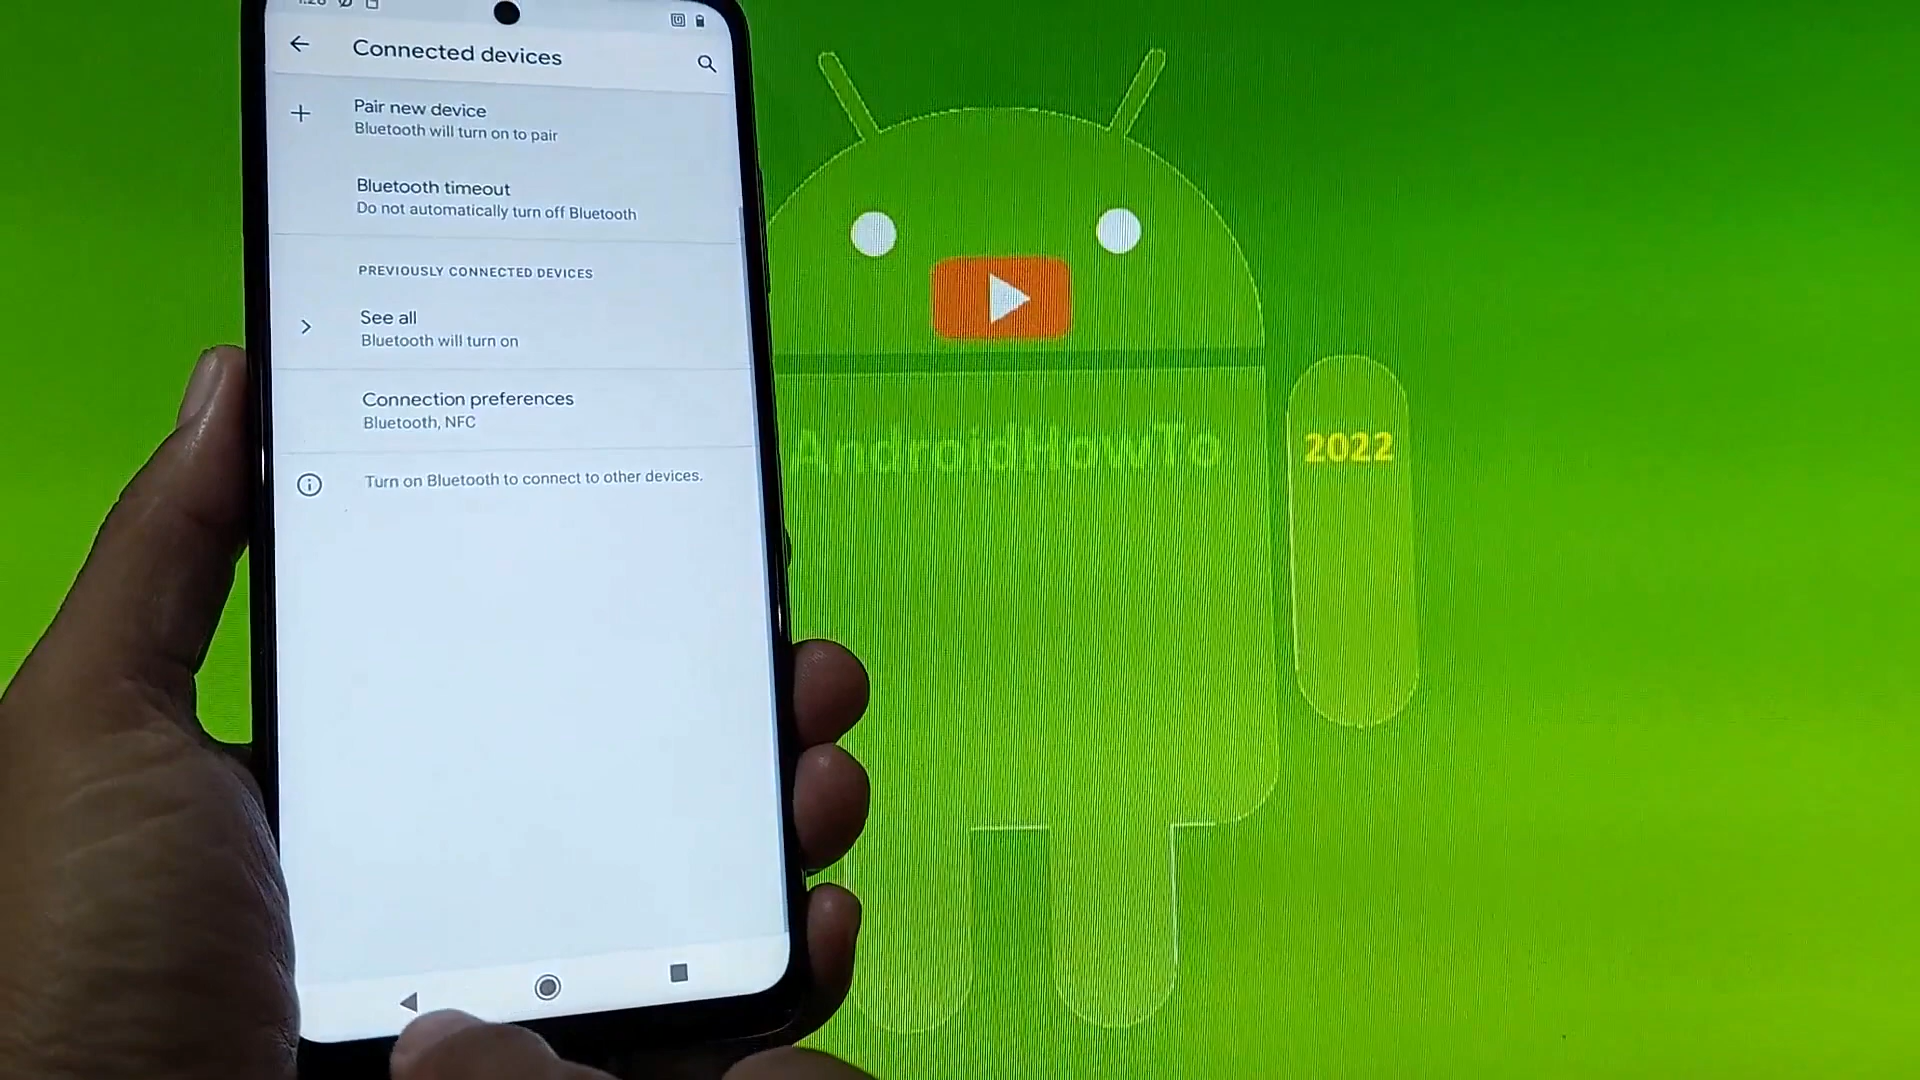 Connected devices
Pair new device
Bluetooth will turn on to pair
Bluetooth timeout
Do not automatically turn off Bluetooth
PREVIOUSLY CONNECTED DEVICES
See all
Bluetooth will turn on
Connection preferences
Bluetooth, NFC
Turn on Bluetooth to connect to other devices.
AndroidHowTo
2022